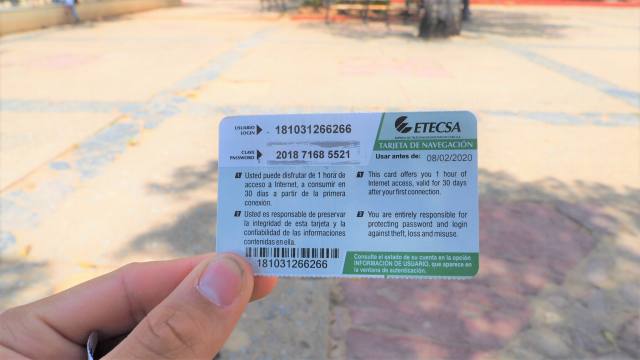 USUARIO
LOGIN
181031266266
CLAVE
PASSWORD
2018 7168 5521
ETECSA
TARJETA DE NAVEGACIÓN
Usar antes de: 08/02/2020
1 Usted puede disfrutar de 1 hora de
acceso a Internet, a consumir en
30 días a partir de la primera
conexión.
2 Usted es responsable de preservar
la integridad de esta tarjeta y la
confiabilidad de las informaciones
contenidas en ella.
1 This card offers you 1 hour of
Internet access, valid for 30 days
after your first connection.
2 You are entirely responsible for
protecting password and login
against theft, loss and misuse.
181031266266
Consulte el estado de su cuenta en la opción
INFORMACIÓN DE USUARIO, que aparece en
la ventana de autenticación.